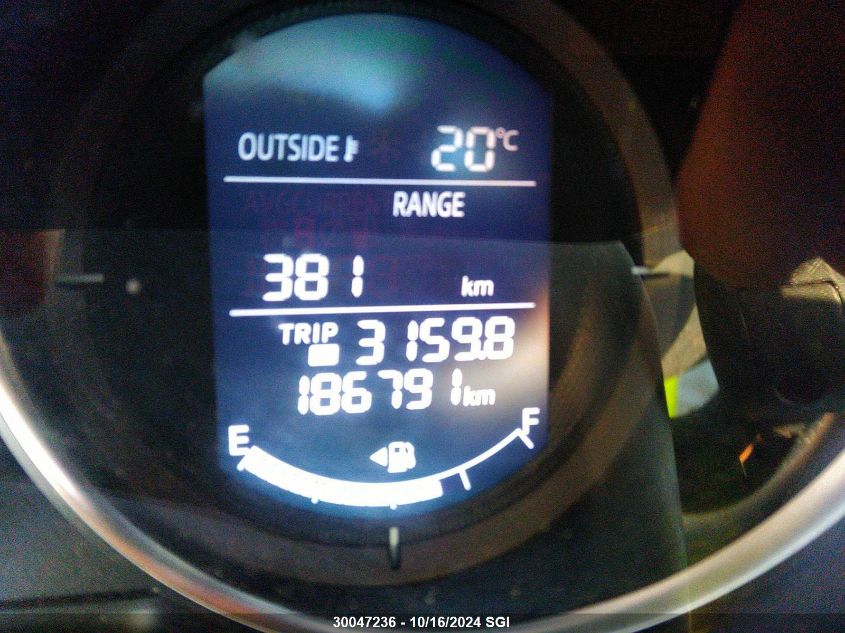 OUTSIDE 20°C
RANGE
381 km
TRIP 3159.8
186791 km
E F
30047236 - 10/16/2024 SGI